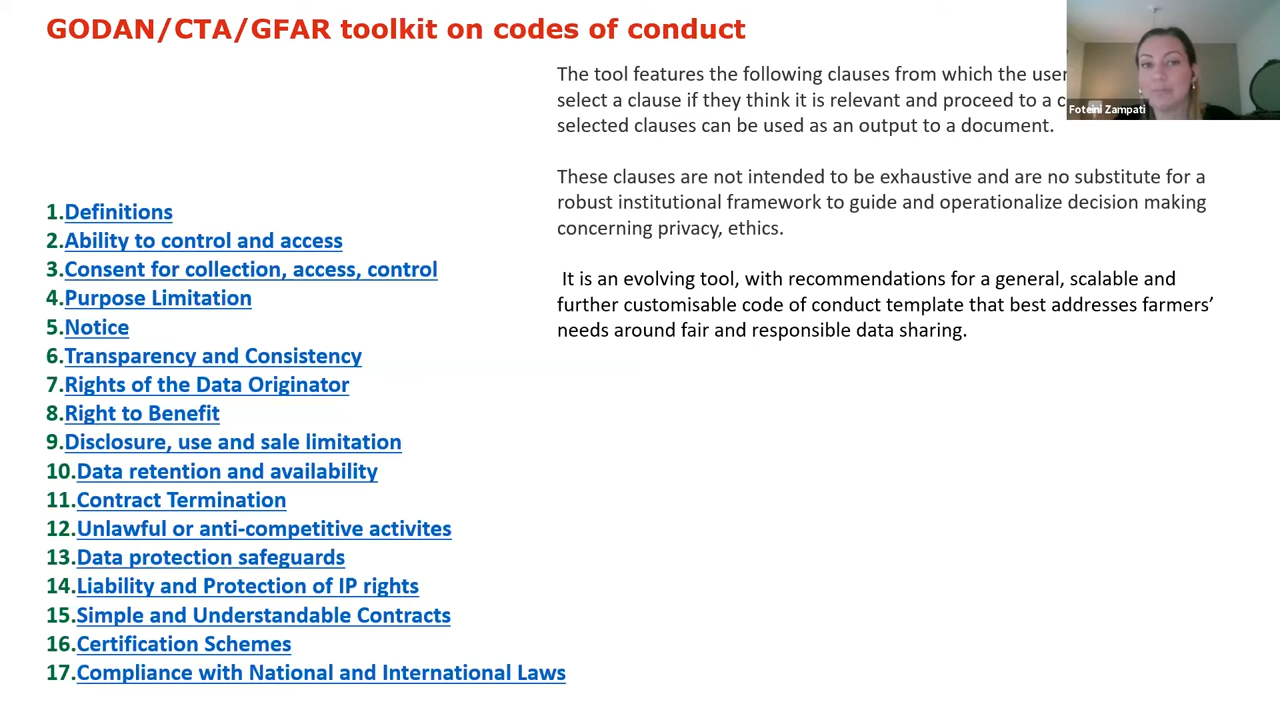 GODAN/CTA/GFAR toolkit on codes of conduct
The tool features the following clauses from which the user
select a clause if they think it is relevant and proceed to a
selected clauses can be used as an output to a document.
Foteini Zampati
These clauses are not intended to be exhaustive and are no substitute for a
robust institutional framework to guide and operationalize decision making
concerning privacy, ethics.
It is an evolving tool, with recommendations for a general, scalable and
further customisable code of conduct template that best addresses farmers’
needs around fair and responsible data sharing.
1.Definitions
2.Ability to control and access
3.Consent for collection, access, control
4.Purpose Limitation
5.Notice
6.Transparency and Consistency
7.Rights of the Data Originator
8.Right to Benefit
9.Disclosure, use and sale limitation
10.Data retention and availability
11.Contract Termination
12.Unlawful or anti-competitive activites
13.Data protection safeguards
14.Liability and Protection of IP rights
15.Simple and Understandable Contracts
16.Certification Schemes
17.Compliance with National and International Laws